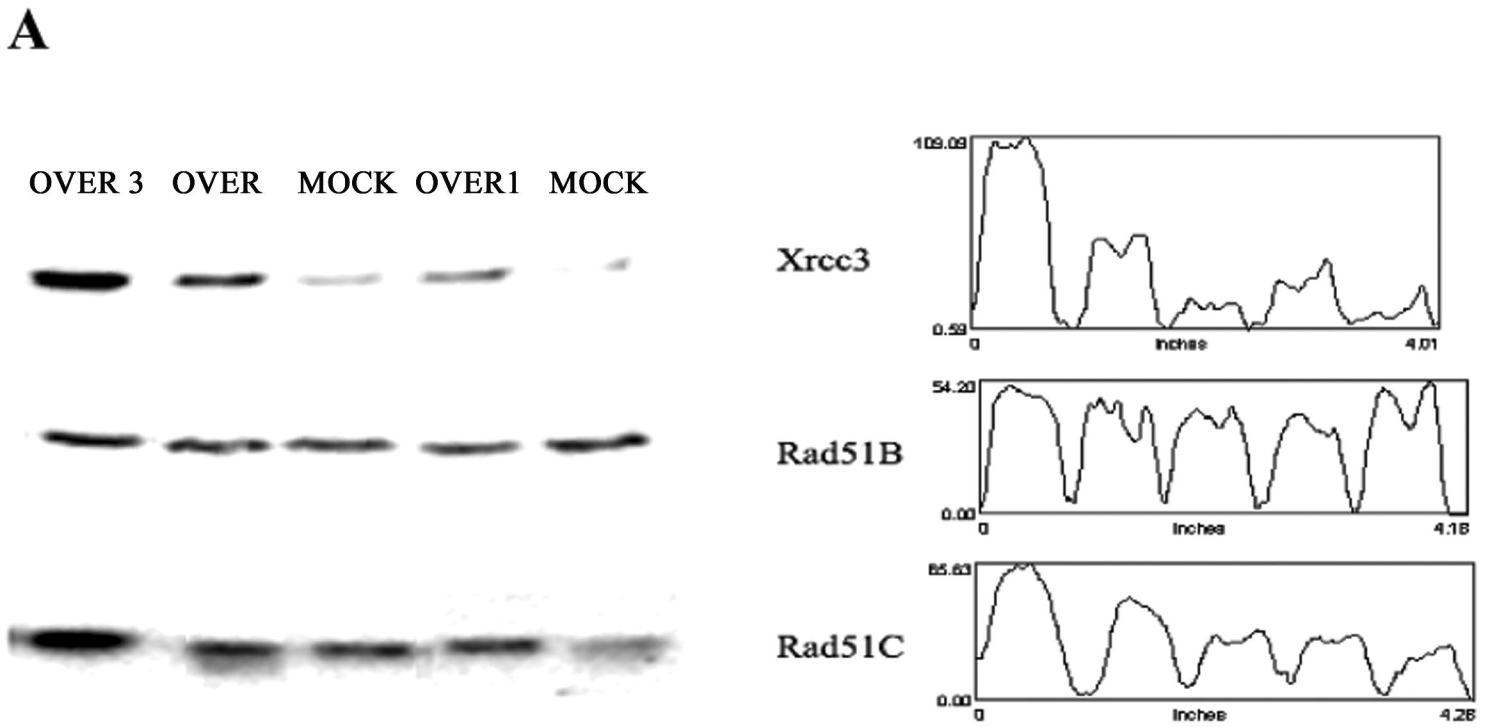 A
OVER 3 OVER MOCK OVER1 MOCK
109.09
Xrcc3
0.59
0 Inches 4.01
54.20
Rad51B
0.00
0 Inches 4.18
65.63
Rad51C
0.00
0 Inches 4.28